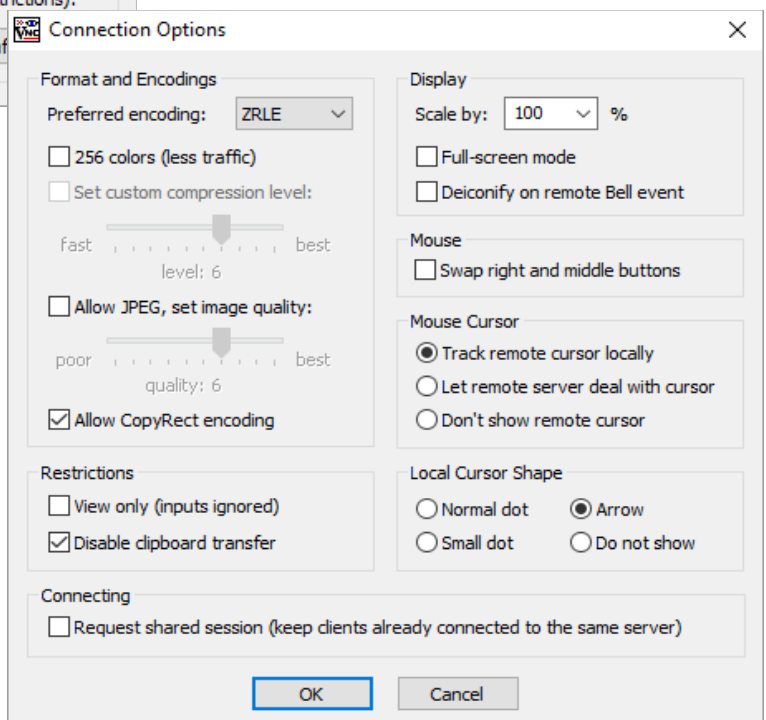 Connection Options
Format and Encodings
Preferred encoding: ZRLE
256 colors (less traffic)
Set custom compression level:
fast best
level: 6
Allow JPEG, set image quality:
poor best
quality: 6
Allow CopyRect encoding
Restrictions
View only (inputs ignored)
Disable clipboard transfer
Display
Scale by: 100 %
Full-screen mode
Deiconify on remote Bell event
Mouse
Swap right and middle buttons
Mouse Cursor
Track remote cursor locally
Let remote server deal with cursor
Don't show remote cursor
Local Cursor Shape
Normal dot Arrow
Small dot Do not show
Connecting
Request shared session (keep clients already connected to the same server)
OK Cancel